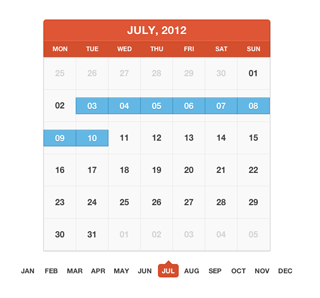 JULY, 2012
MON TUE WED THU FRI SAT SUN
25 26 27 28 29 30 01
02 03 04 05 06 07 08
09 10 11 12 13 14 15
16 17 18 19 20 21 22
23 24 25 26 27 28 29
30 31 01 02 03 04 05
JAN FEB MAR APR MAY JUN JUL AUG SEP OCT NOV DEC